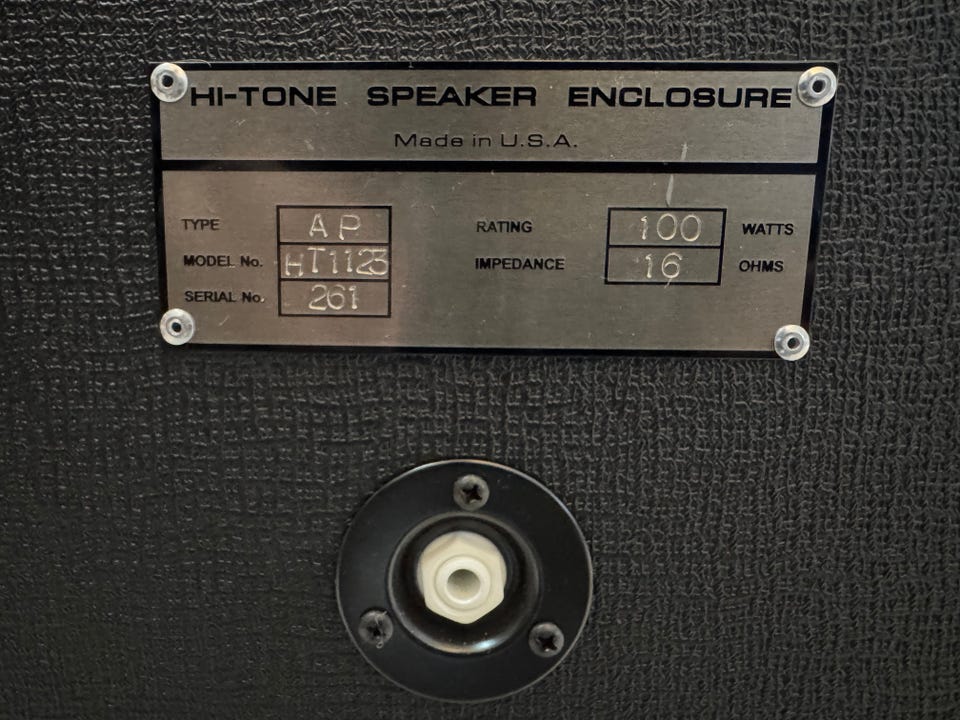 HI-TONE SPEAKER ENCLOSURE
Made in U.S.A.
TYPE AP RATING 100 WATTS
MODEL No. HT1123 IMPEDANCE 16 OHMS
SERIAL No. 261